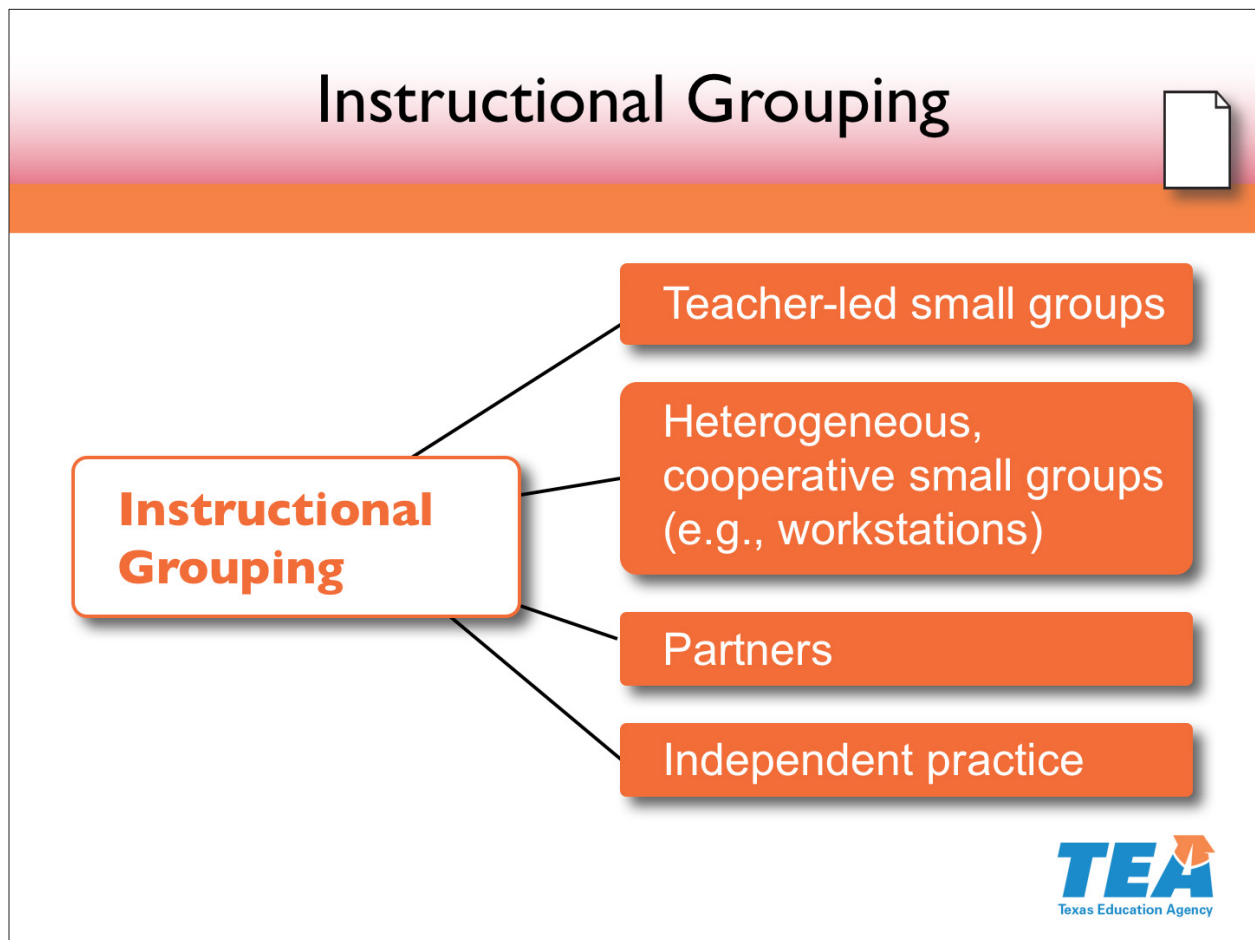 Instructional Grouping
Instructional
Grouping
Teacher-led small groups
Heterogeneous,
cooperative small groups
(e.g., workstations)
Partners
Independent practice
TEA
Texas Education Agency